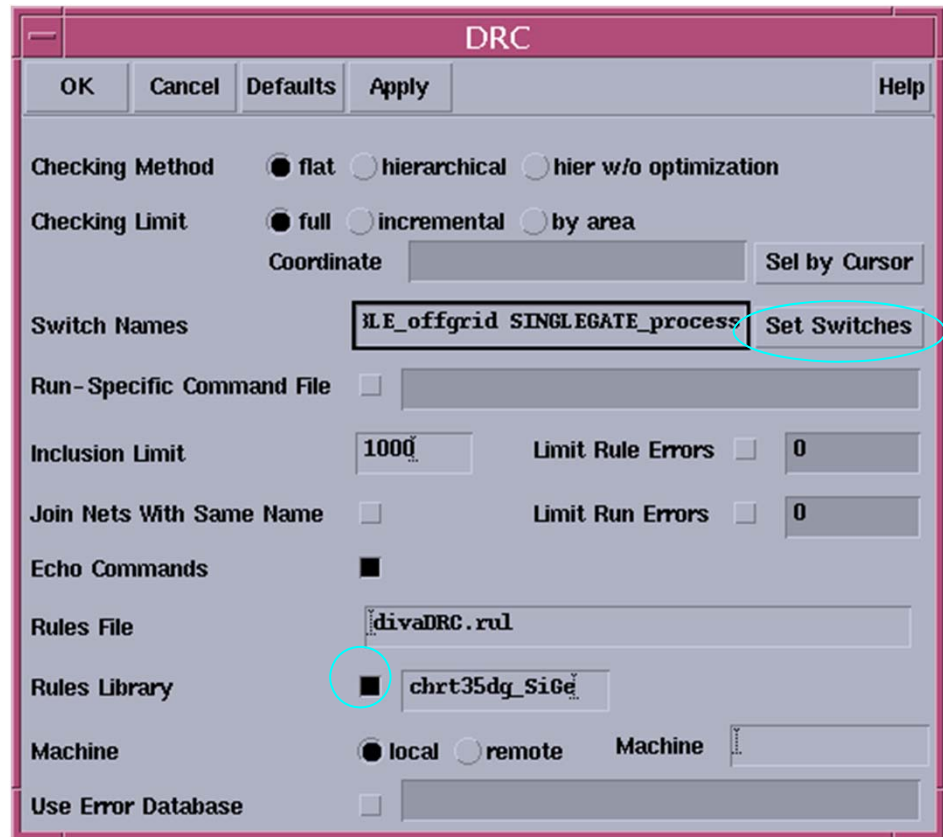 DRC
OK Cancel Defaults Apply Help
Checking Method flat hierarchical hier w/o optimization
Checking Limit full incremental by area
Coordinate Sel by Cursor
Switch Names LE_offgrid SINGLEGATE_process Set Switches
Run-Specific Command File
Inclusion Limit 1000 Limit Rule Errors 0
Join Nets With Same Name Limit Run Errors 0
Echo Commands
Rules File divaDRC.rul
Rules Library chrt35dg_SiGe
Machine local remote Machine
Use Error Database